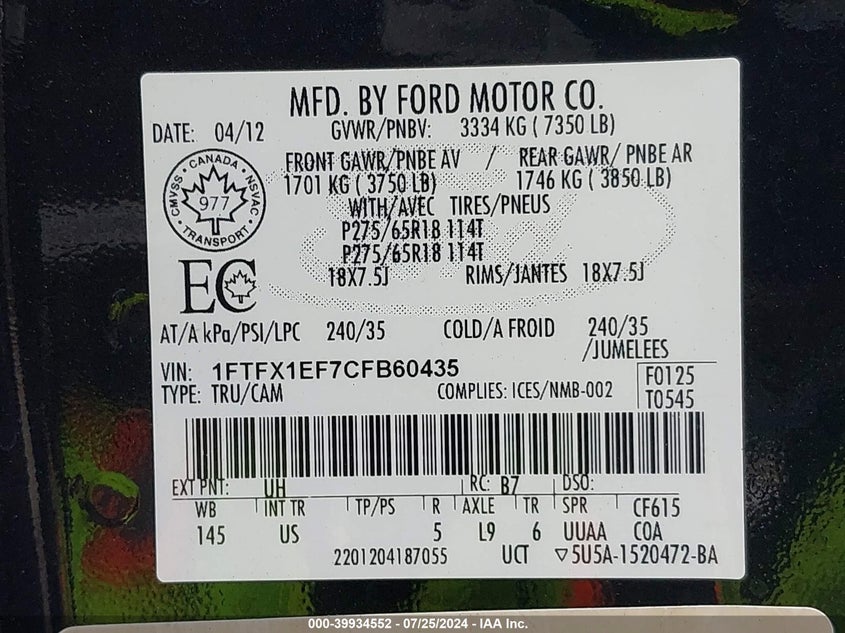 MFD. BY FORD MOTOR CO.
DATE: 04/12 GVWR/PNBV: 3334 KG ( 7350 LB)
FRONT GAWR/PNBE AV / REAR GAWR/ PNBE AR
1701 KG ( 3750 LB) 1746 KG ( 3850 LB)
WITH/AVEC TIRES/PNEUS
P275/65R18 114T
P275/65R18 114T
18X7.5J RIMS/JANTES 18X7.5J
CMVSS • CANADA • NSVAC • TRANSPORT •
977
EC
AT/A kPa/PSI/LPC 240/35 COLD/A FROID 240/35
/JUMELEES
VIN: 1FTFX1EF7CFB60435
TYPE: TRU/CAM COMPLIES: ICES/NMB-002
F0125
T0545
EXT PNT: UH RC: B7 DSO:
WB INT TR TP/PS R AXLE TR SPR CF615
145 US 5 L9 6 UUAA COA
2201204187055 UCT ▽5U5A-1520472-BA
000-39934552 / 07/25/2024 - IAA Inc.